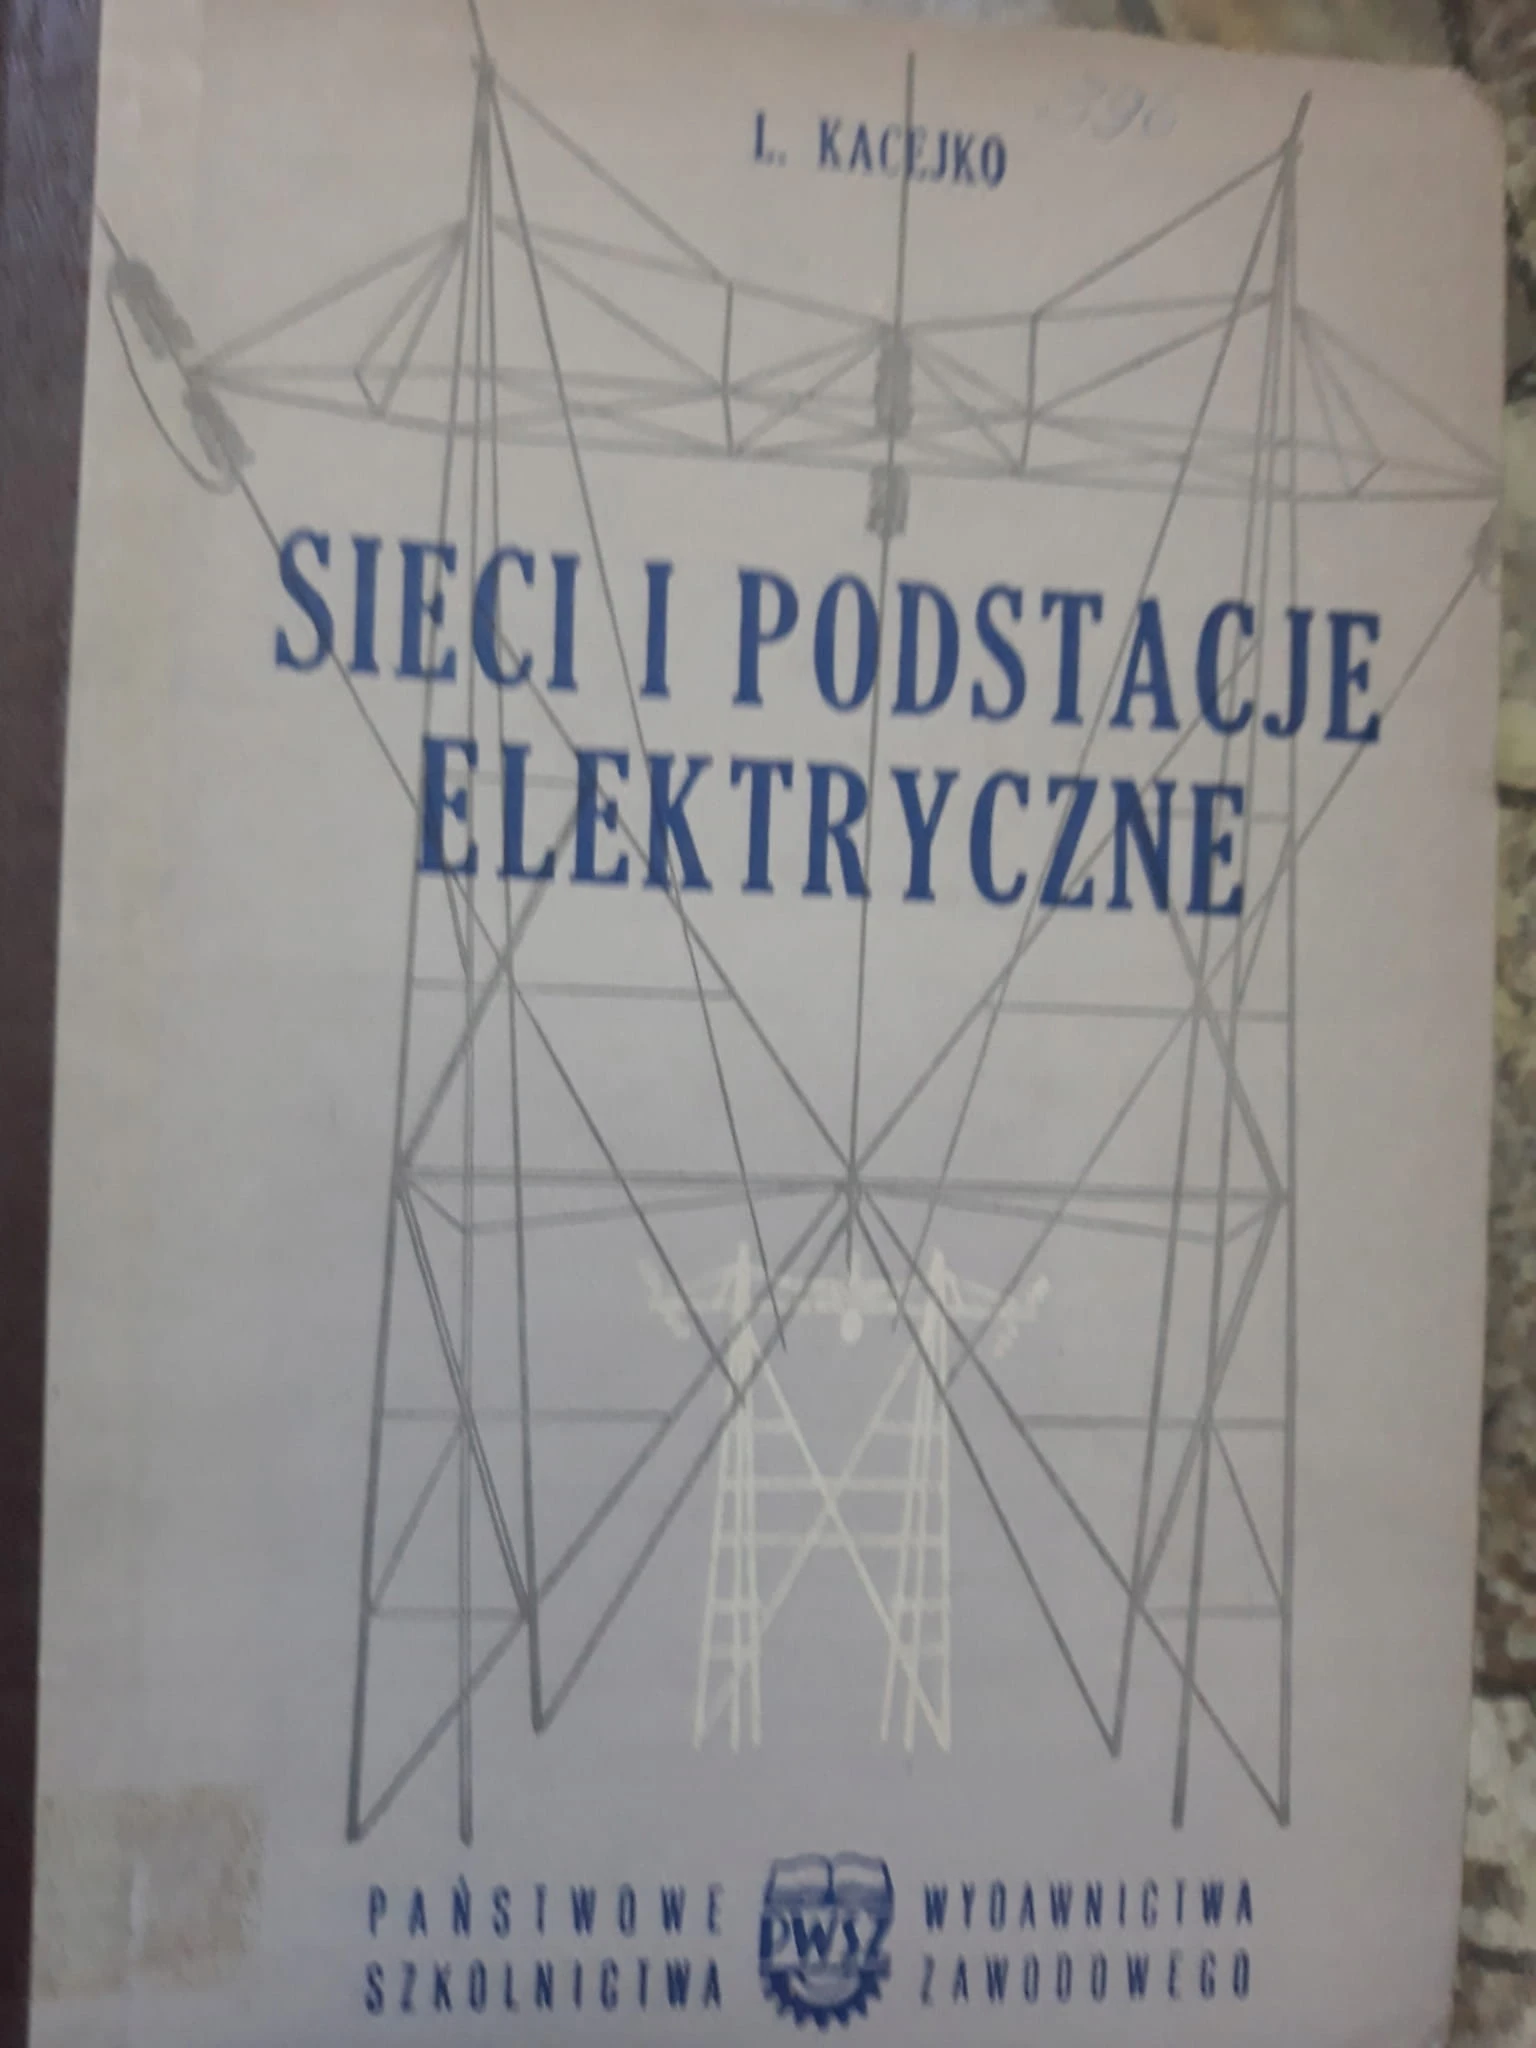 L. KACEJKO
SIECI I PODSTACJE
ELEKTRYCZNE
PAŃSTWOWE WYDAWNICTWA
SZKOLNICTWA ZAWODOWEGO
PWSZ